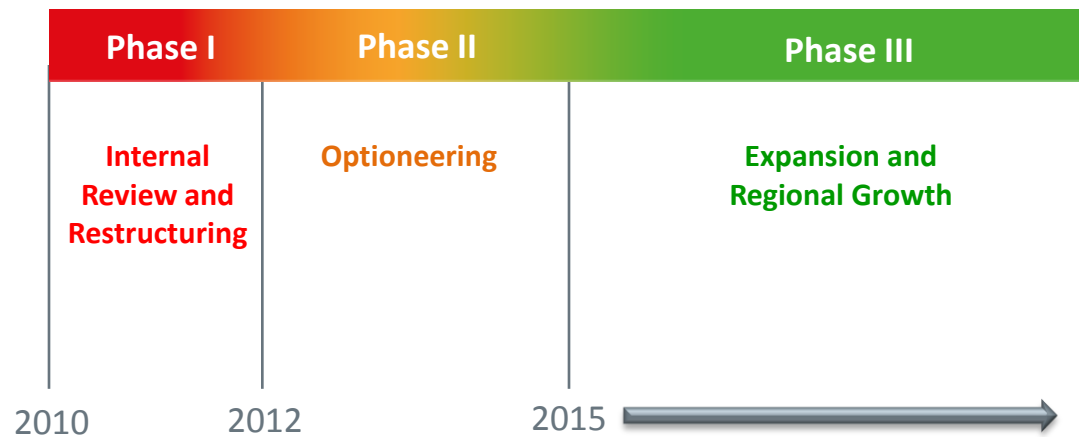 Phase I
Phase II
Phase III
Internal
Review and
Restructuring
Optioneering
Expansion and
Regional Growth
2010
2012
2015